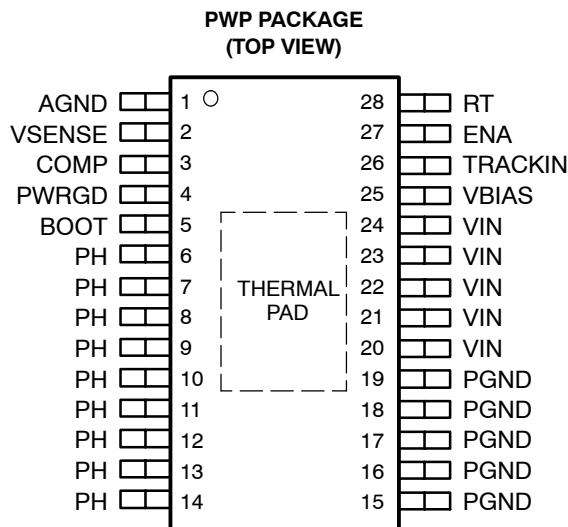 PWP PACKAGE
(TOP VIEW)
AGND 1 28 RT
VSENSE 2 27 ENA
COMP 3 26 TRACKIN
PWRGD 4 25 VBIAS
BOOT 5 24 VIN
PH 6 23 VIN
PH 7 22 VIN
PH 8 21 VIN
PH 9 20 VIN
PH 10 19 PGND
PH 11 18 PGND
PH 12 17 PGND
PH 13 16 PGND
PH 14 15 PGND
THERMAL
PAD